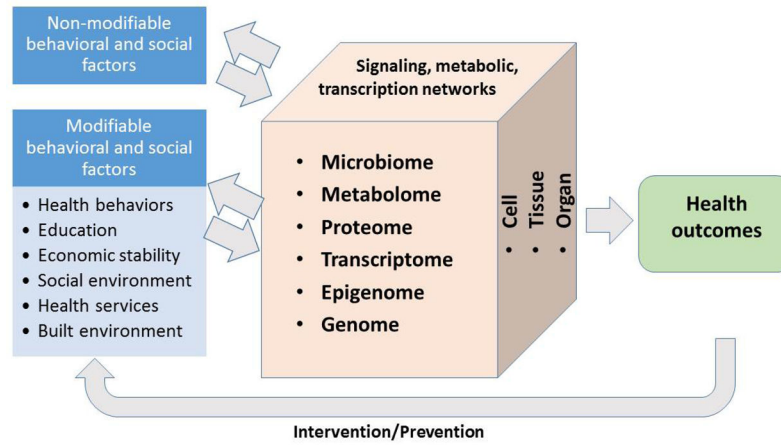 Non-modifiable
behavioral and social
factors
Modifiable
behavioral and social
factors
• Health behaviors
• Education
• Economic stability
• Social environment
• Health services
• Built environment
Signaling, metabolic,
transcription networks
• Microbiome
• Metabolome
• Proteome
• Transcriptome
• Epigenome
• Genome
• Cell
• Tissue
• Organ
Health
outcomes
Intervention/Prevention